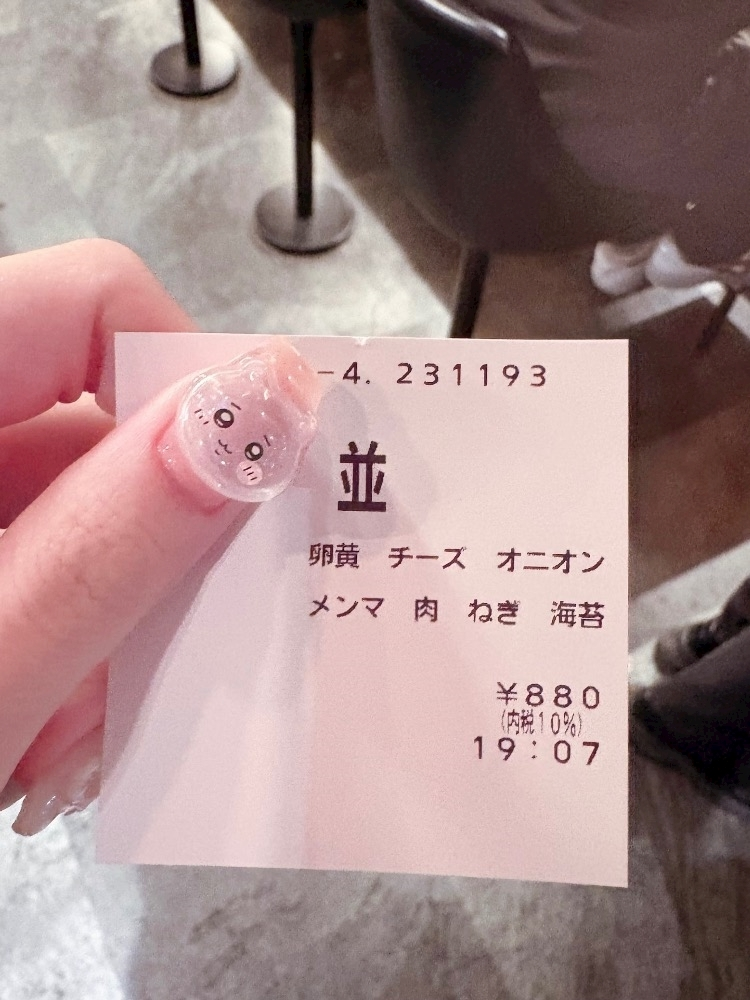 -4. 231193
並
卵黄 チーズ オニオン
メンマ 肉 ねぎ 海苔
¥880
(内税10%)
19:07